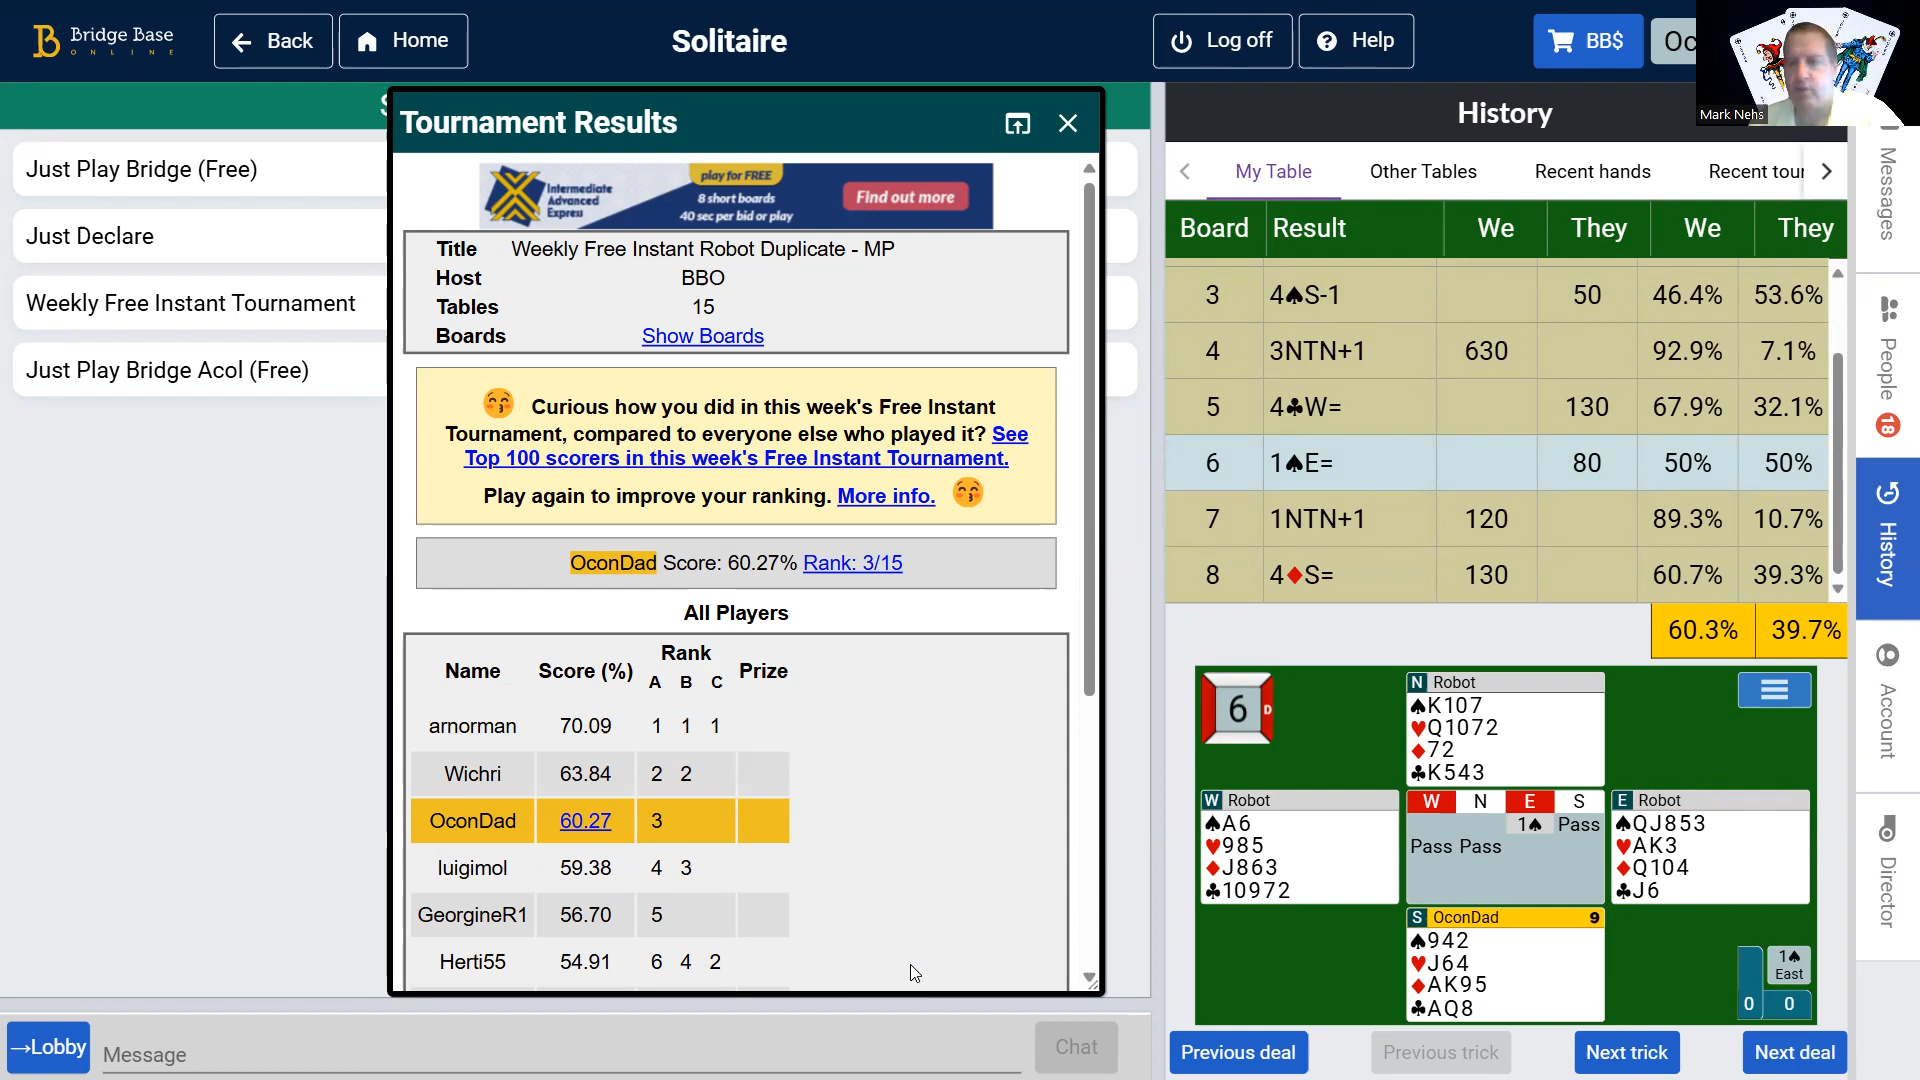 Bridge Base
ONLINE
Back
Home
Solitaire
Log off
Help
BB$
Oc
Mark Nehs
Just Play Bridge (Free)
Just Declare
Weekly Free Instant Tournament
Just Play Bridge Acol (Free)
Tournament Results
Intermediate
Advanced
Express
play for FREE
8 short boards
40 sec per bid or play
Find out more
Title Weekly Free Instant Robot Duplicate - MP
Host BBO
Tables 15
Boards Show Boards
Curious how you did in this week's Free Instant
Tournament, compared to everyone else who played it? See
Top 100 scorers in this week's Free Instant Tournament.
Play again to improve your ranking. More info.
OconDad Score: 60.27% Rank: 3/15
All Players
Name Score (%) Rank Prize
A B C
arnorman 70.09 1 1 1
Wichri 63.84 2 2
OconDad 60.27 3
luigimol 59.38 4 3
GeorgineR1 56.70 5
Herti55 54.91 6 4 2
→Lobby
Message
Chat
History
My Table Other Tables Recent hands Recent tour
Board Result We They We They
3 4♠S-1 50 46.4% 53.6%
4 3NTN+1 630 92.9% 7.1%
5 4♣W= 130 67.9% 32.1%
6 1♠E= 80 50% 50%
7 1NTN+1 120 89.3% 10.7%
8 4♦S= 130 60.7% 39.3%
60.3% 39.7%
6 D
N Robot
♠K107
♥Q1072
♦72
♣K543
W Robot
♠A6
♥985
♦J863
♣10972
W N E S
1♠ Pass
Pass Pass
E Robot
♠QJ853
♥AK3
♦Q104
♣J6
S OconDad 9
♠942
♥J64
♦AK95
♣AQ8
1♠
East
0 0
Previous deal
Previous trick
Next trick
Next deal
Messages
People
18
History
Account
Director